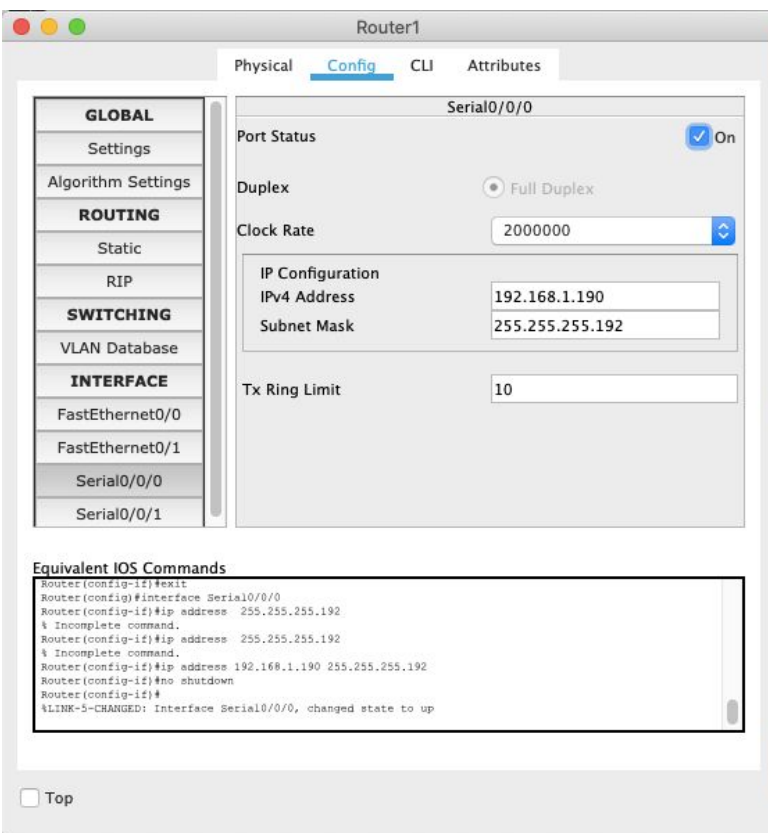 Router1
Physical Config CLI Attributes
GLOBAL
Settings
Algorithm Settings
ROUTING
Static
RIP
SWITCHING
VLAN Database
INTERFACE
FastEthernet0/0
FastEthernet0/1
Serial0/0/0
Serial0/0/1
Serial0/0/0
Port Status On
Duplex Full Duplex
Clock Rate 2000000
IP Configuration
IPv4 Address 192.168.1.190
Subnet Mask 255.255.255.192
Tx Ring Limit 10
Equivalent IOS Commands
Router(config-if)#exit
Router(config)#interface Serial0/0/0
Router(config-if)#ip address  255.255.255.192
% Incomplete command.
Router(config-if)#ip address  255.255.255.192
% Incomplete command.
Router(config-if)#ip address 192.168.1.190 255.255.255.192
Router(config-if)#no shutdown
Router(config-if)#
%LINK-5-CHANGED: Interface Serial0/0/0, changed state to up
Top